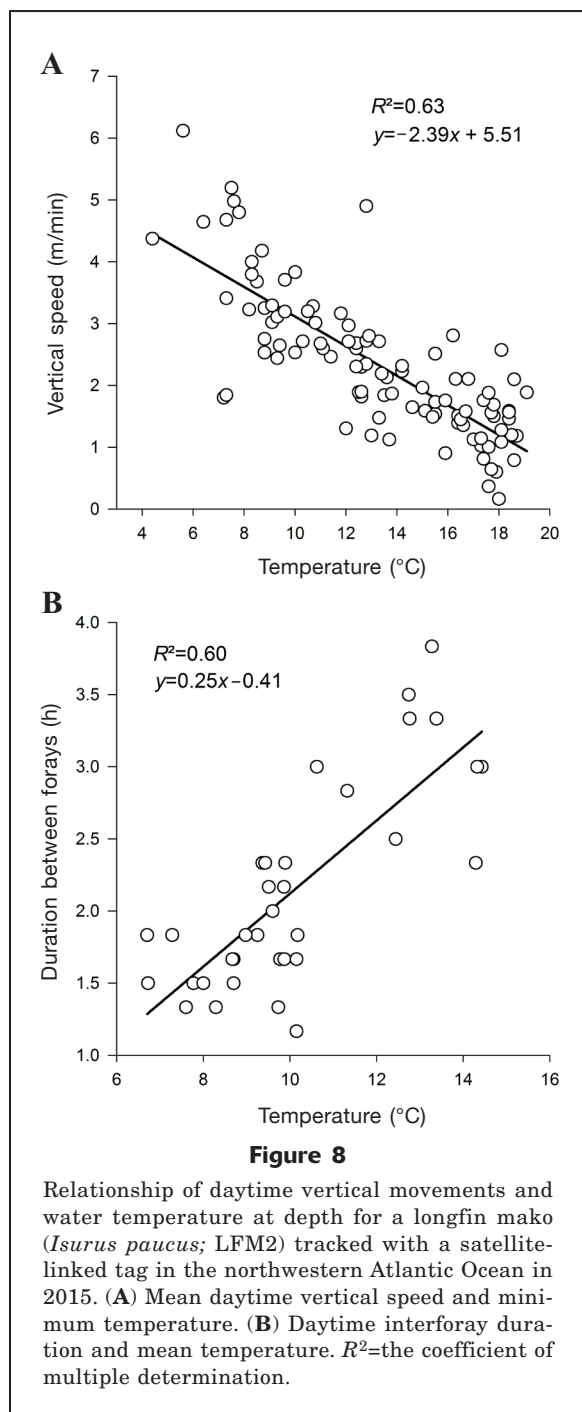 A
7
6
5
4
3
2
1
0
Vertical speed (m/min)
R²=0.63
y=−2.39x + 5.51
4 6 8 10 12 14 16 18 20
Temperature (°C)
B
4.0
3.5
3.0
2.5
2.0
1.5
1.0
Duration between forays (h)
R²=0.60
y=0.25x−0.41
6 8 10 12 14 16
Temperature (°C)
Figure 8
Relationship of daytime vertical movements and
water temperature at depth for a longfin mako
(Isurus paucus; LFM2) tracked with a satellite-
linked tag in the northwestern Atlantic Ocean in
2015. (A) Mean daytime vertical speed and mini-
mum temperature. (B) Daytime interforay dura-
tion and mean temperature. R²=the coefficient of
multiple determination.